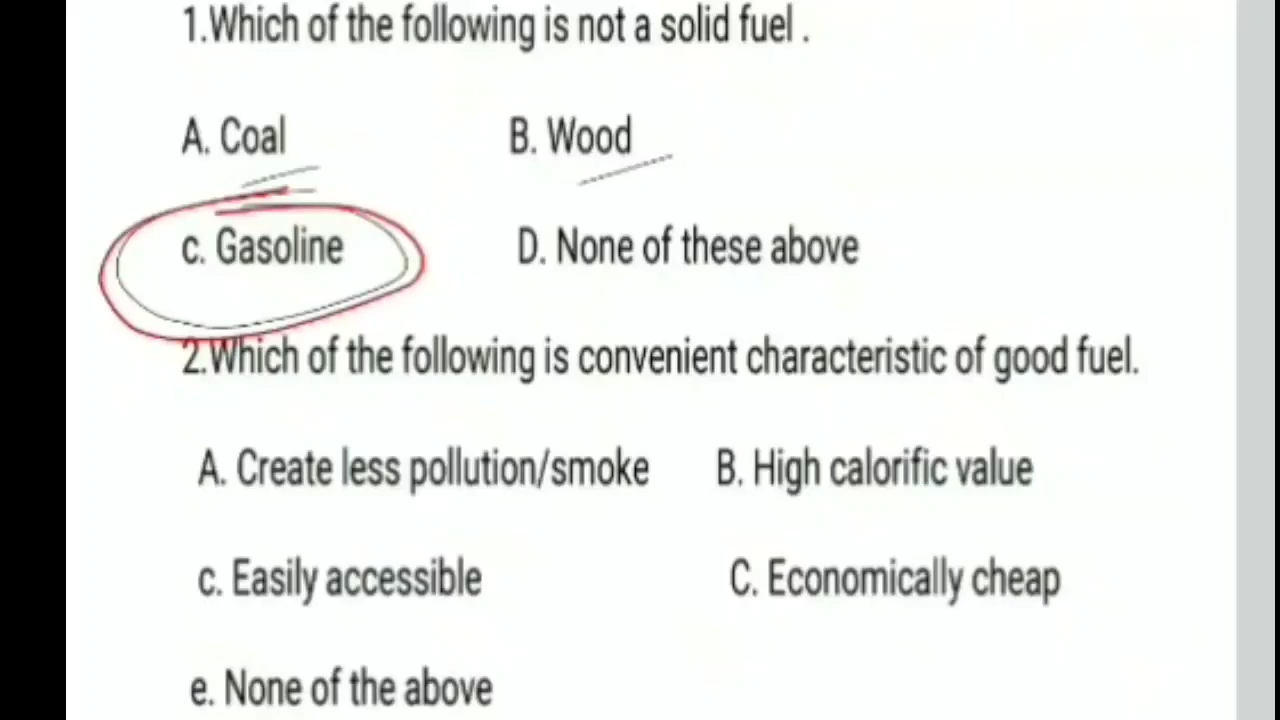 1.Which of the following is not a solid fuel .
A. Coal B. Wood
c. Gasoline D. None of these above
2.Which of the following is convenient characteristic of good fuel.
A. Create less pollution/smoke B. High calorific value
c. Easily accessible C. Economically cheap
e. None of the above